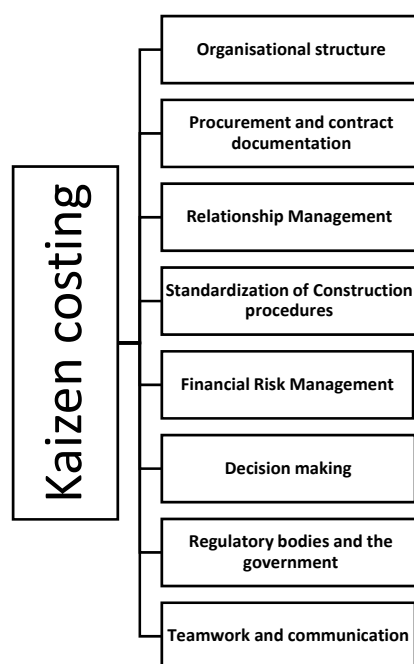 Kaizen costing
Organisational structure
Procurement and contract
documentation
Relationship Management
Standardization of Construction
procedures
Financial Risk Management
Decision making
Regulatory bodies and the
government
Teamwork and communication